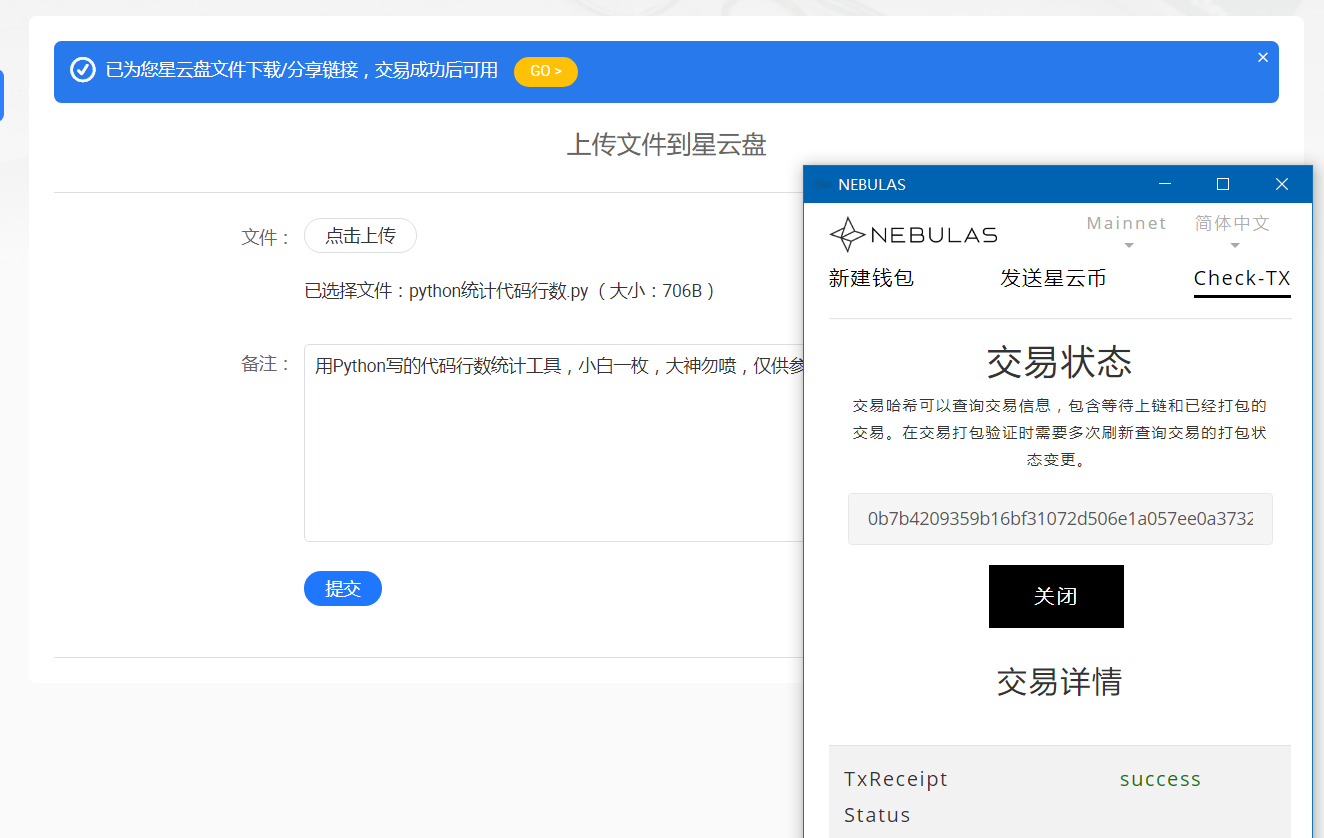 已为您星云盘文件下载/分享链接，交易成功后可用 GO >
上传文件到星云盘
文件： 点击上传
已选择文件：python统计代码行数.py（大小：706B）
备注： 用Python写的代码行数统计工具，小白一枚，大神勿喷，仅供参
提交
NEBULAS
NEBULAS Mainnet 简体中文
新建钱包 发送星云币 Check-TX
交易状态
交易哈希可以查询交易信息，包含等待上链和已经打包的
交易。在交易打包验证时需要多次刷新查询交易的打包状
态变更。
0b7b4209359b16bf31072d506e1a057ee0a3732
关闭
交易详情
TxReceipt success
Status